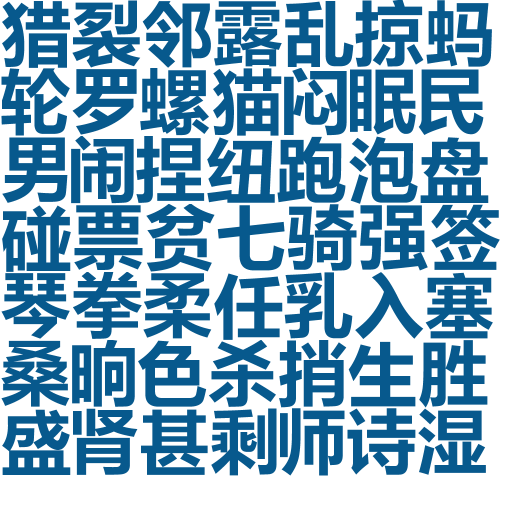 猎裂邻露乱掠蚂
轮罗螺猫闷眠民
男闹捏纽跑泡盘
碰票贫七骑强签
琴拳柔任乳入塞
桑晌色杀捎生胜
盛肾甚剩师诗湿